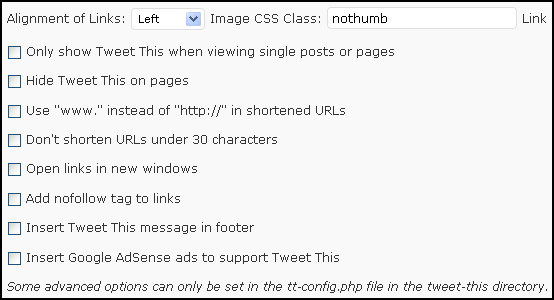 Alignment of Links: Left Image CSS Class: nothumb Link
Only show Tweet This when viewing single posts or pages
Hide Tweet This on pages
Use "www." instead of "http://" in shortened URLs
Don't shorten URLs under 30 characters
Open links in new windows
Add nofollow tag to links
Insert Tweet This message in footer
Insert Google AdSense ads to support Tweet This
Some advanced options can only be set in the tt-config.php file in the tweet-this directory.